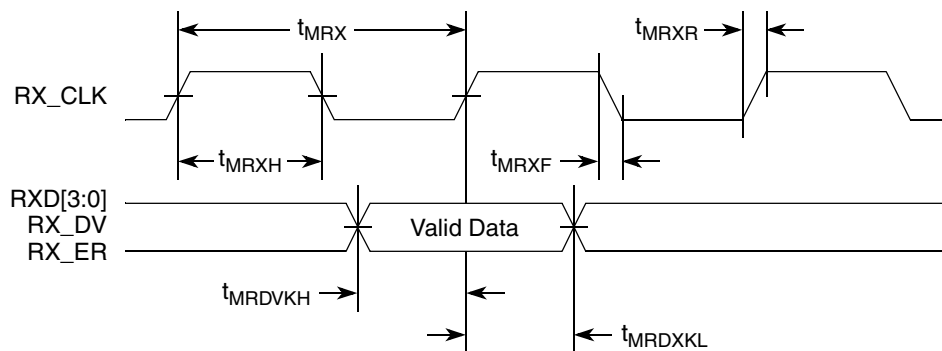 tMRX
tMRXR
RX_CLK
tMRXH
tMRXF
RXD[3:0]
RX_DV
RX_ER
Valid Data
tMRDVKH
tMRDXKL